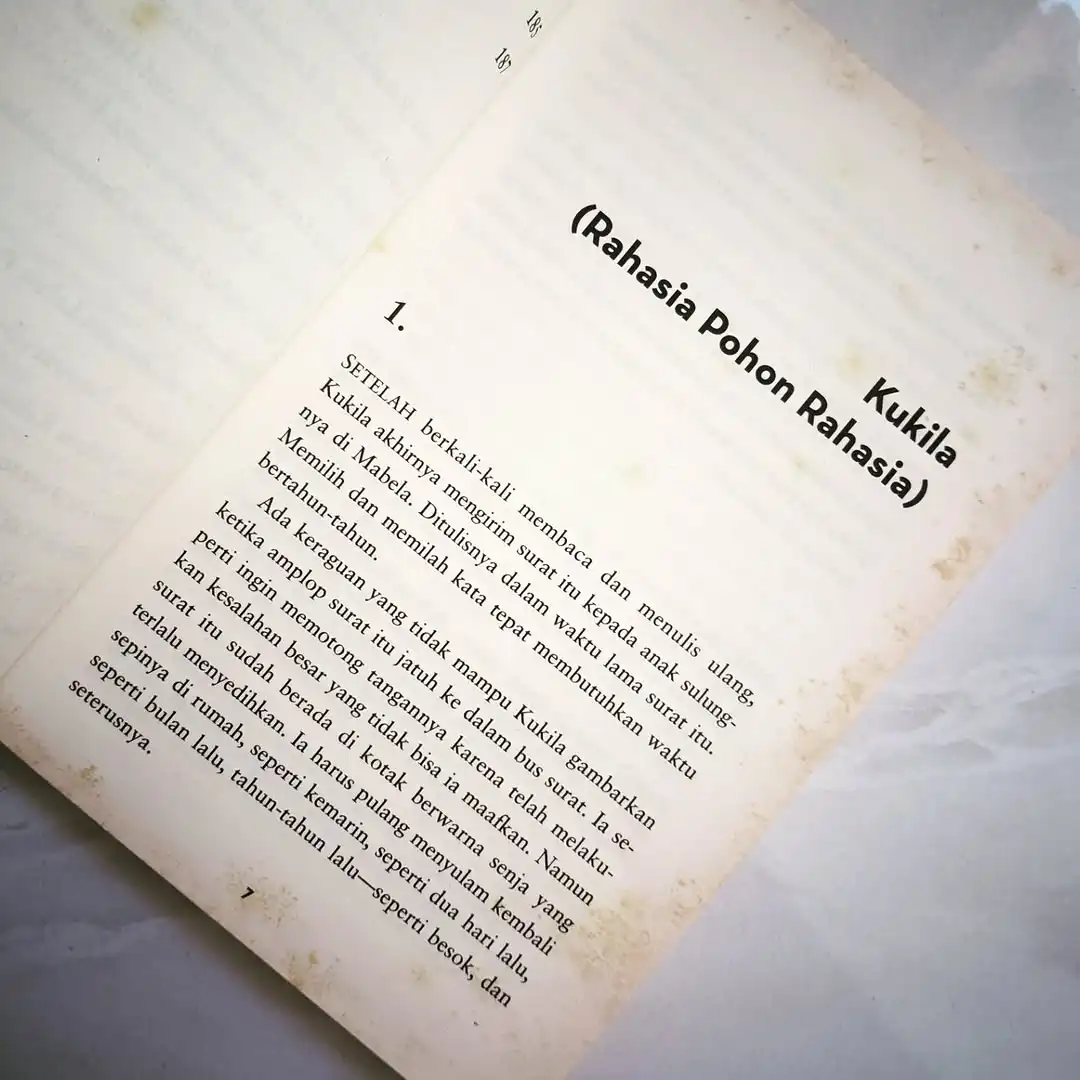 185
187
Kukila
(Rahasia Pohon Rahasia)
1.
SETELAH berkali-kali membaca dan menulis ulang,
Kukila akhirnya mengirim surat itu kepada anak sulung-
nya di Mabela. Ditulisnya dalam waktu lama surat itu.
Memilih dan memilah kata tepat membutuhkan waktu
bertahun-tahun.
Ada keraguan yang tidak mampu Kukila gambarkan
ketika amplop surat itu jatuh ke dalam bus surat. Ia se-
perti ingin memotong tangannya karena telah melaku-
kan kesalahan besar yang tidak bisa ia maafkan. Namun
surat itu sudah berada di kotak berwarna senja yang
terlalu menyedihkan. Ia harus pulang menyulam kembali
sepinya di rumah, seperti kemarin, seperti dua hari lalu,
seperti bulan lalu, tahun-tahun lalu—seperti besok, dan
seterusnya.
7